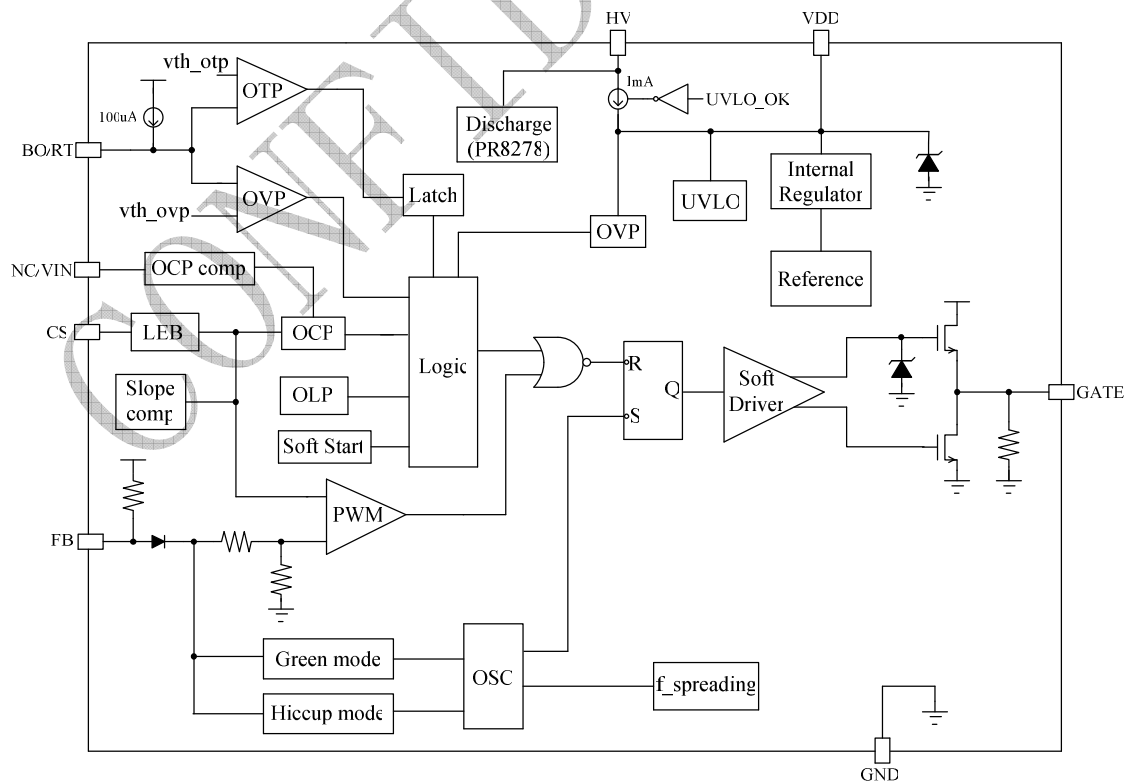 HV
VDD
vth_otp
OTP
100uA
1mA
UVLO_OK
Discharge
(PR8278)
BO/RT
Internal
Regulator
vth_ovp
OVP
Latch
UVLO
OVP
NC/VIN
OCP comp
Reference
CS
LEB
OCP
Logic
R
Q
S
Soft
Driver
GATE
Slope
comp
OLP
Soft Start
PWM
FB
Green mode
OSC
Hiccup mode
f_spreading
GND
CONFID